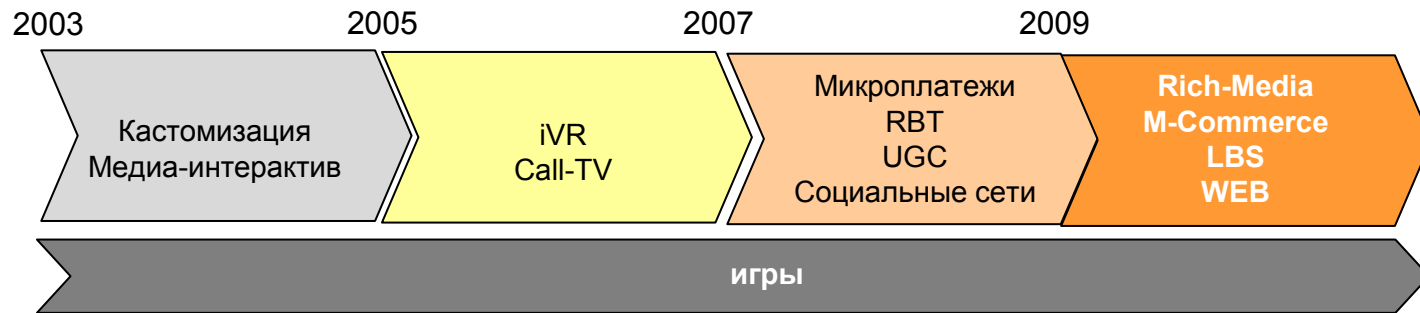 2003
2005
2007
2009
Кастомизация
Медиа-интерактив
iVR
Call-TV
Микроплатежи
RBT
UGC
Социальные сети
Rich-Media
M-Commerce
LBS
WEB
игры